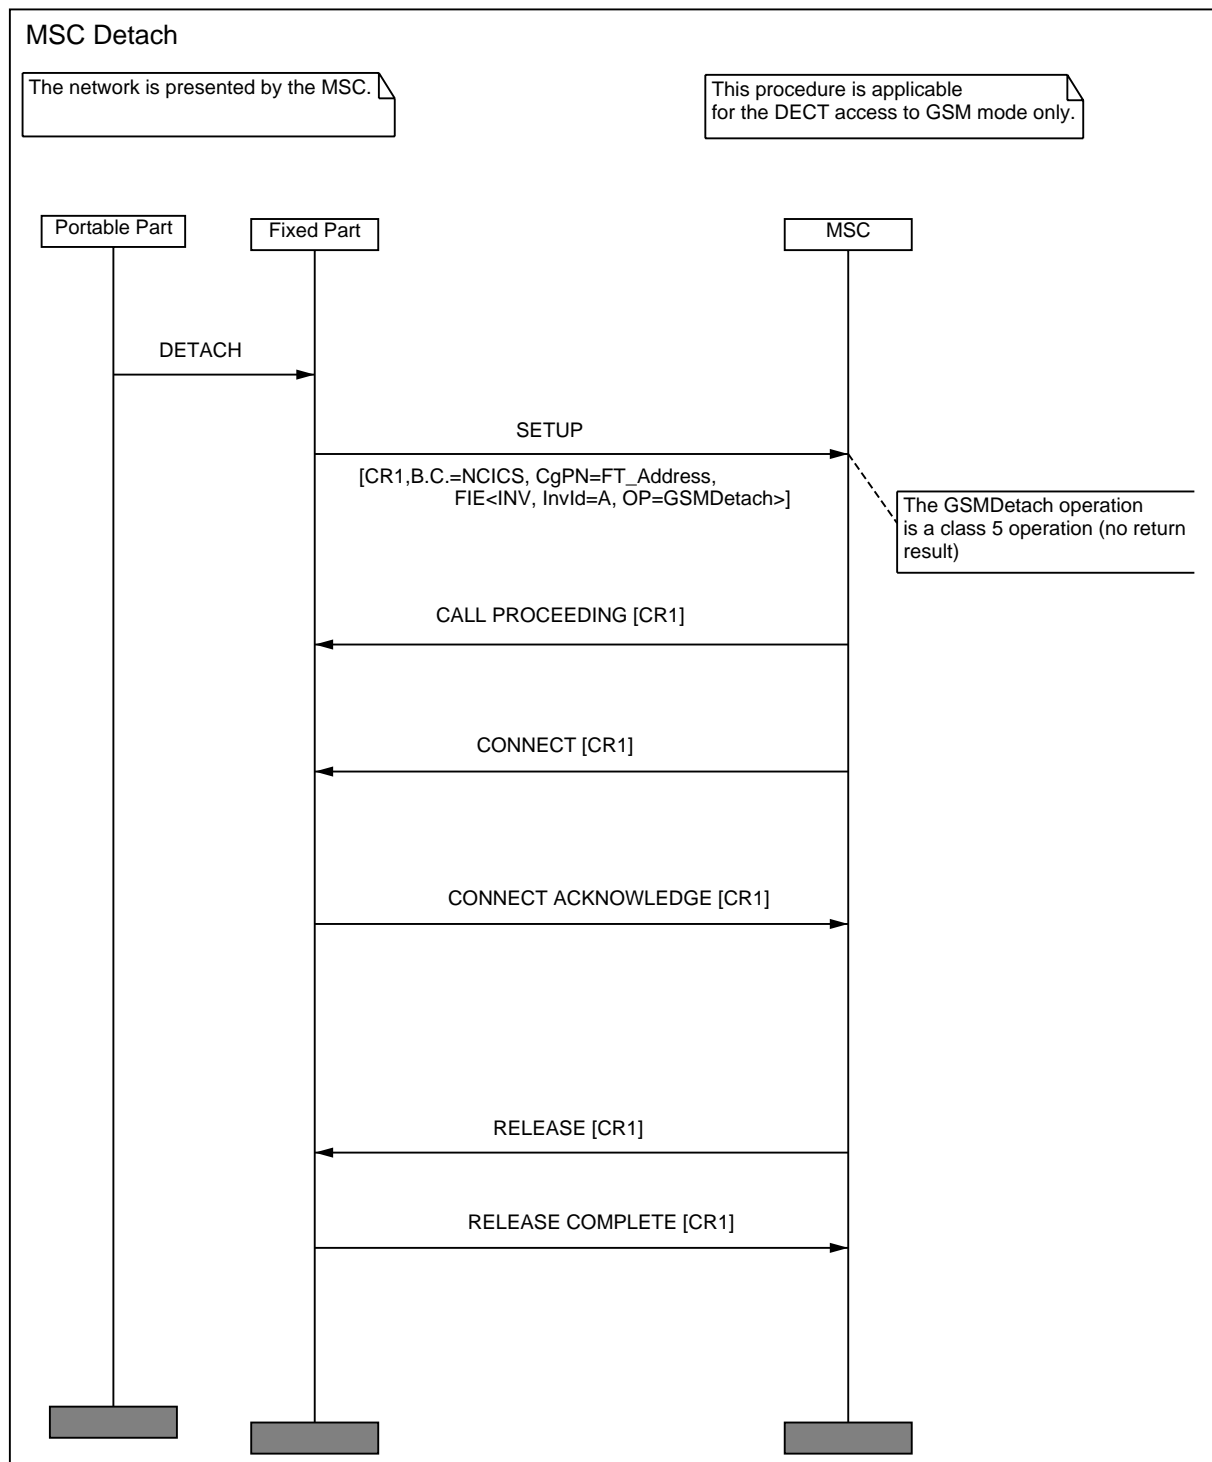 MSC Detach
The network is presented by the MSC.
This procedure is applicable
for the DECT access to GSM mode only.
Portable Part
Fixed Part
MSC
DETACH
SETUP
[CR1,B.C.=NCICS, CgPN=FT_Address,
FIE<INV, InvId=A, OP=GSMDetach>]
The GSMDetach operation
is a class 5 operation (no return
result)
CALL PROCEEDING [CR1]
CONNECT [CR1]
CONNECT ACKNOWLEDGE [CR1]
RELEASE [CR1]
RELEASE COMPLETE [CR1]